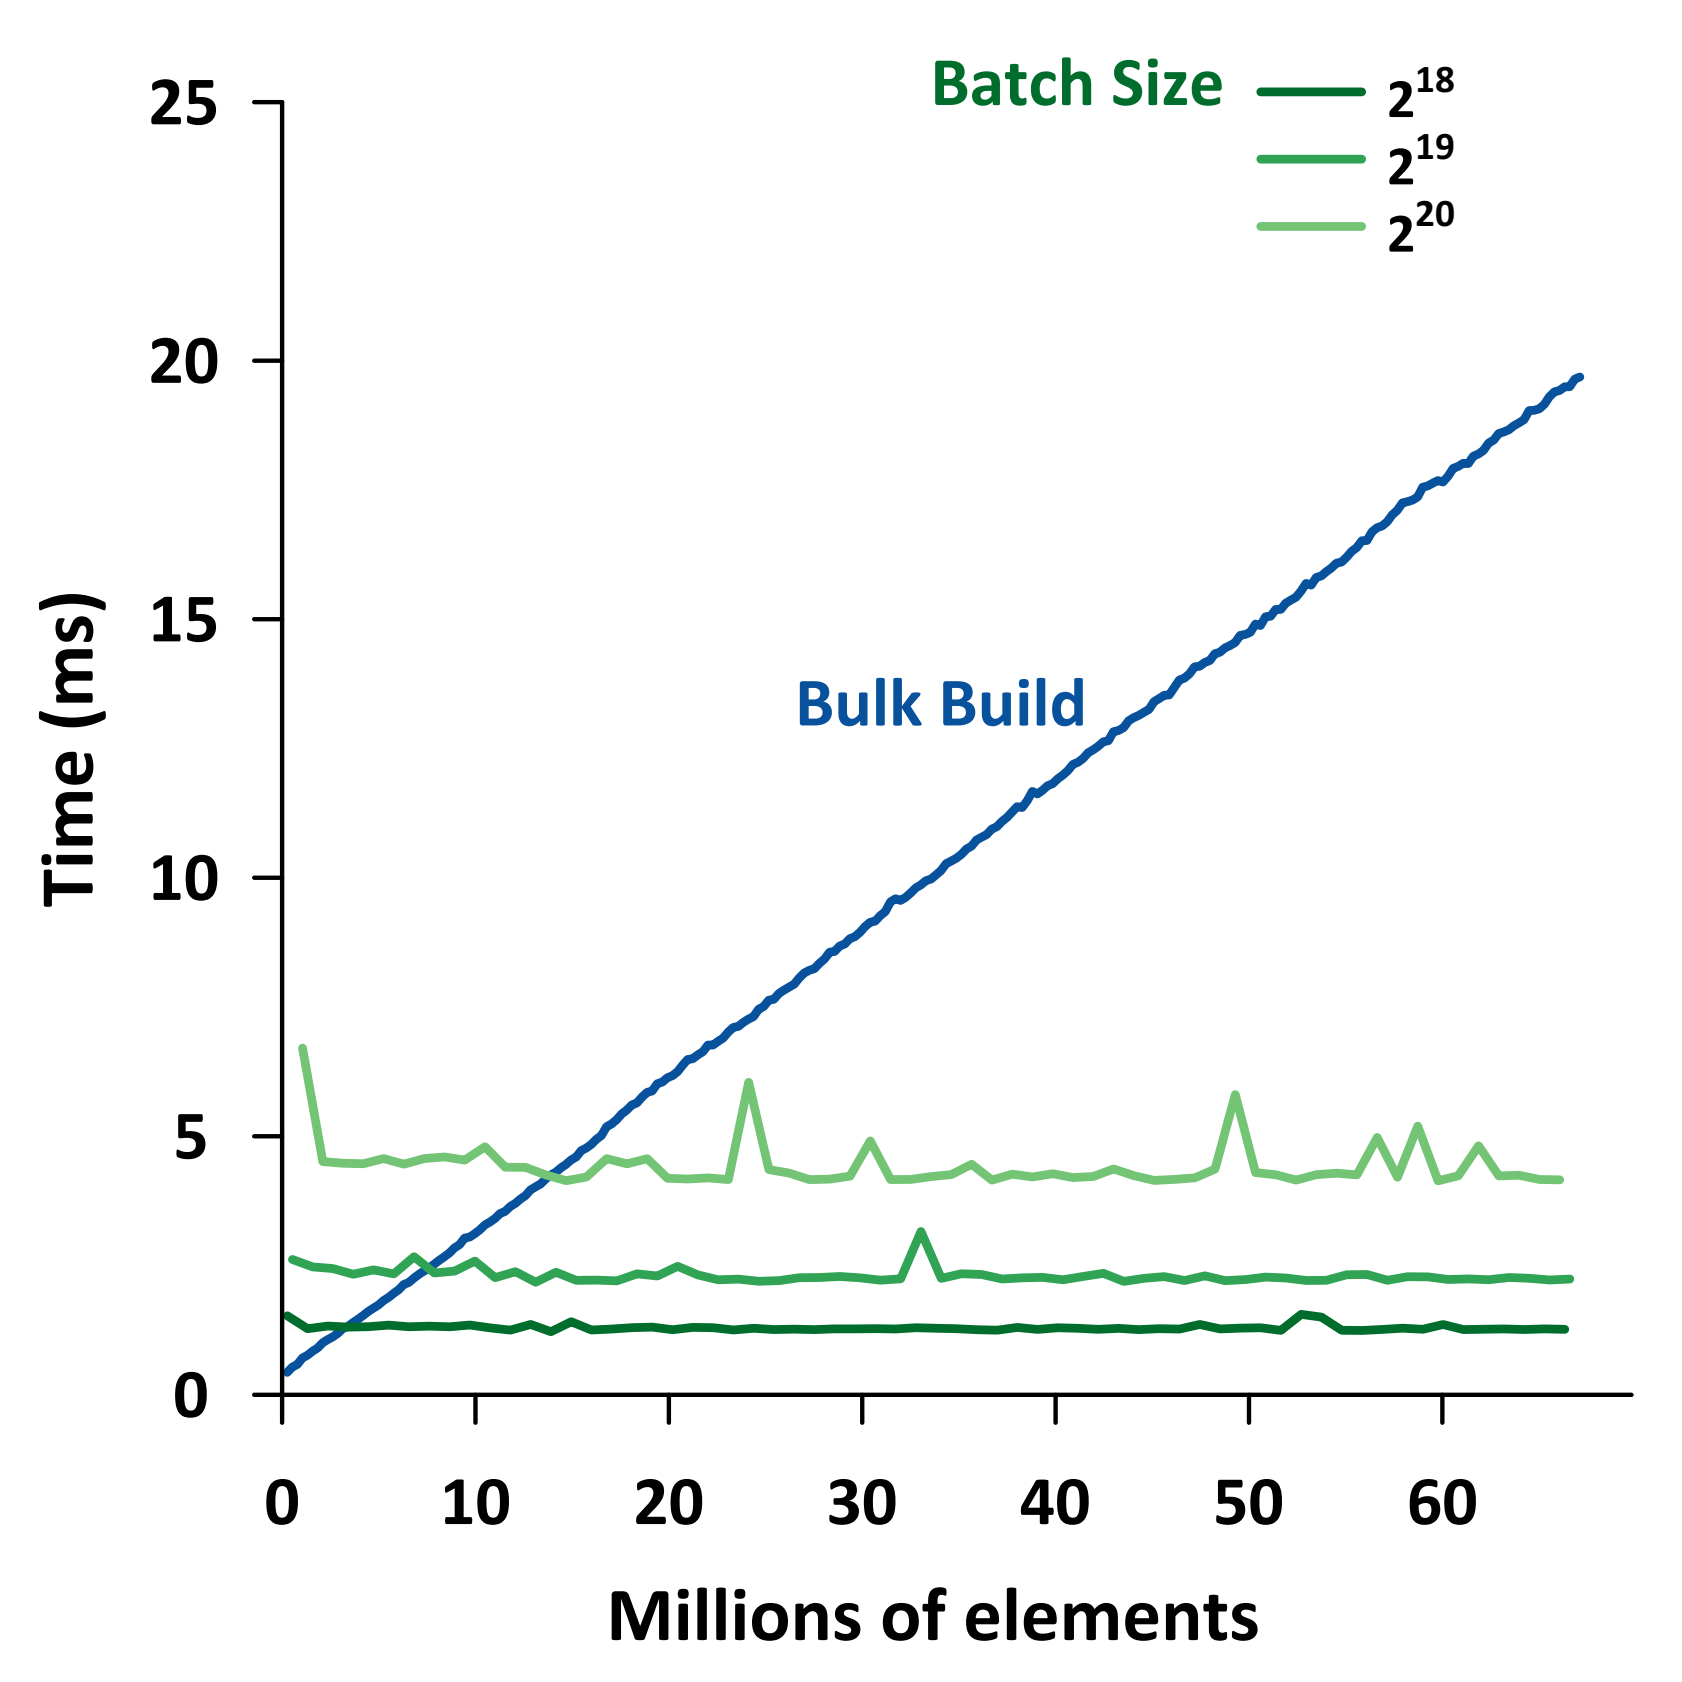 Batch Size
2^18
2^19
2^20
25
20
15
10
5
0
Time (ms)
Bulk Build
0 10 20 30 40 50 60
Millions of elements